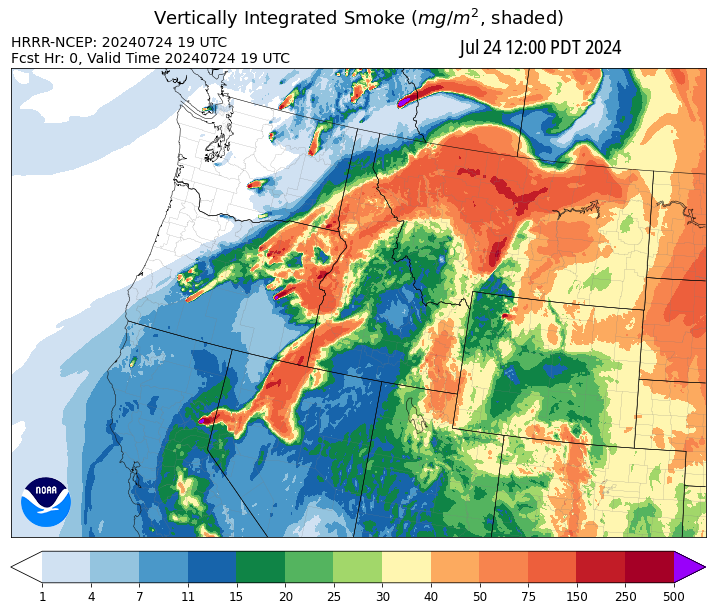 Vertically Integrated Smoke (mg/m², shaded)
HRRR-NCEP: 20240724 19 UTC
Jul 24 12:00 PDT 2024
Fcst Hr: 0, Valid Time 20240724 19 UTC
NOAA
1 4 7 11 15 20 25 30 40 50 75 150 250 500